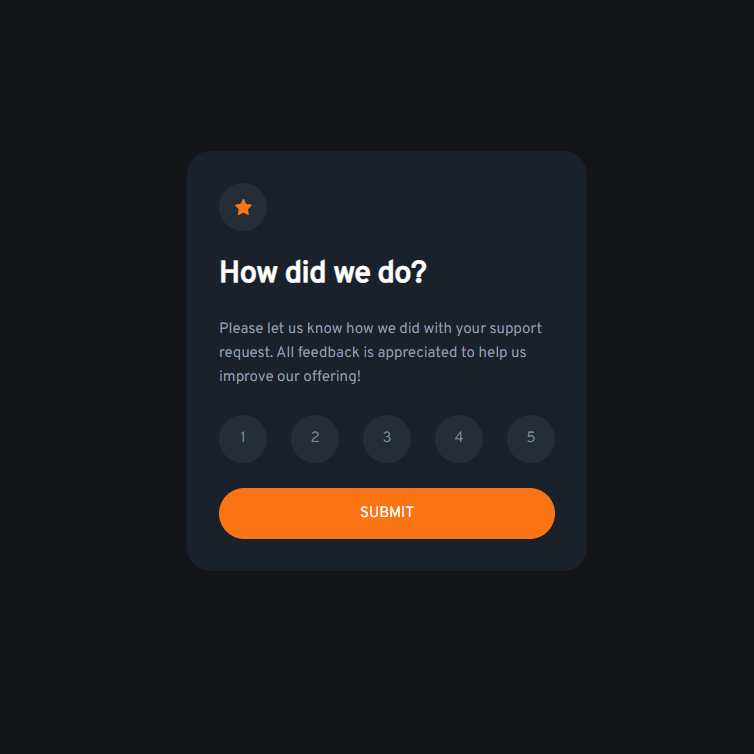 How did we do?
Please let us know how we did with your support
request. All feedback is appreciated to help us
improve our offering!
1 2 3 4 5
SUBMIT